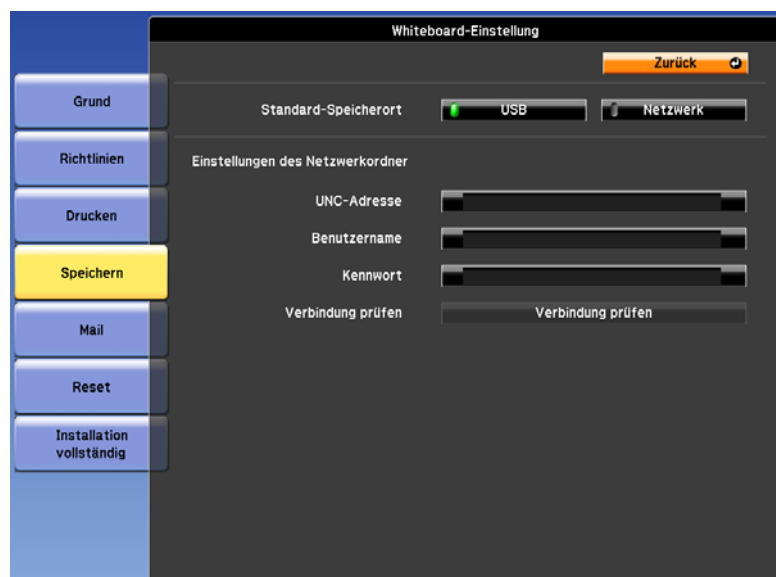 Whiteboard-Einstellung
Zurück
Grund
Standard-Speicherort
USB
Netzwerk
Richtlinien
Einstellungen des Netzwerkordner
UNC-Adresse
Drucken
Benutzername
Speichern
Kennwort
Verbindung prüfen
Verbindung prüfen
Mail
Reset
Installation
vollständig